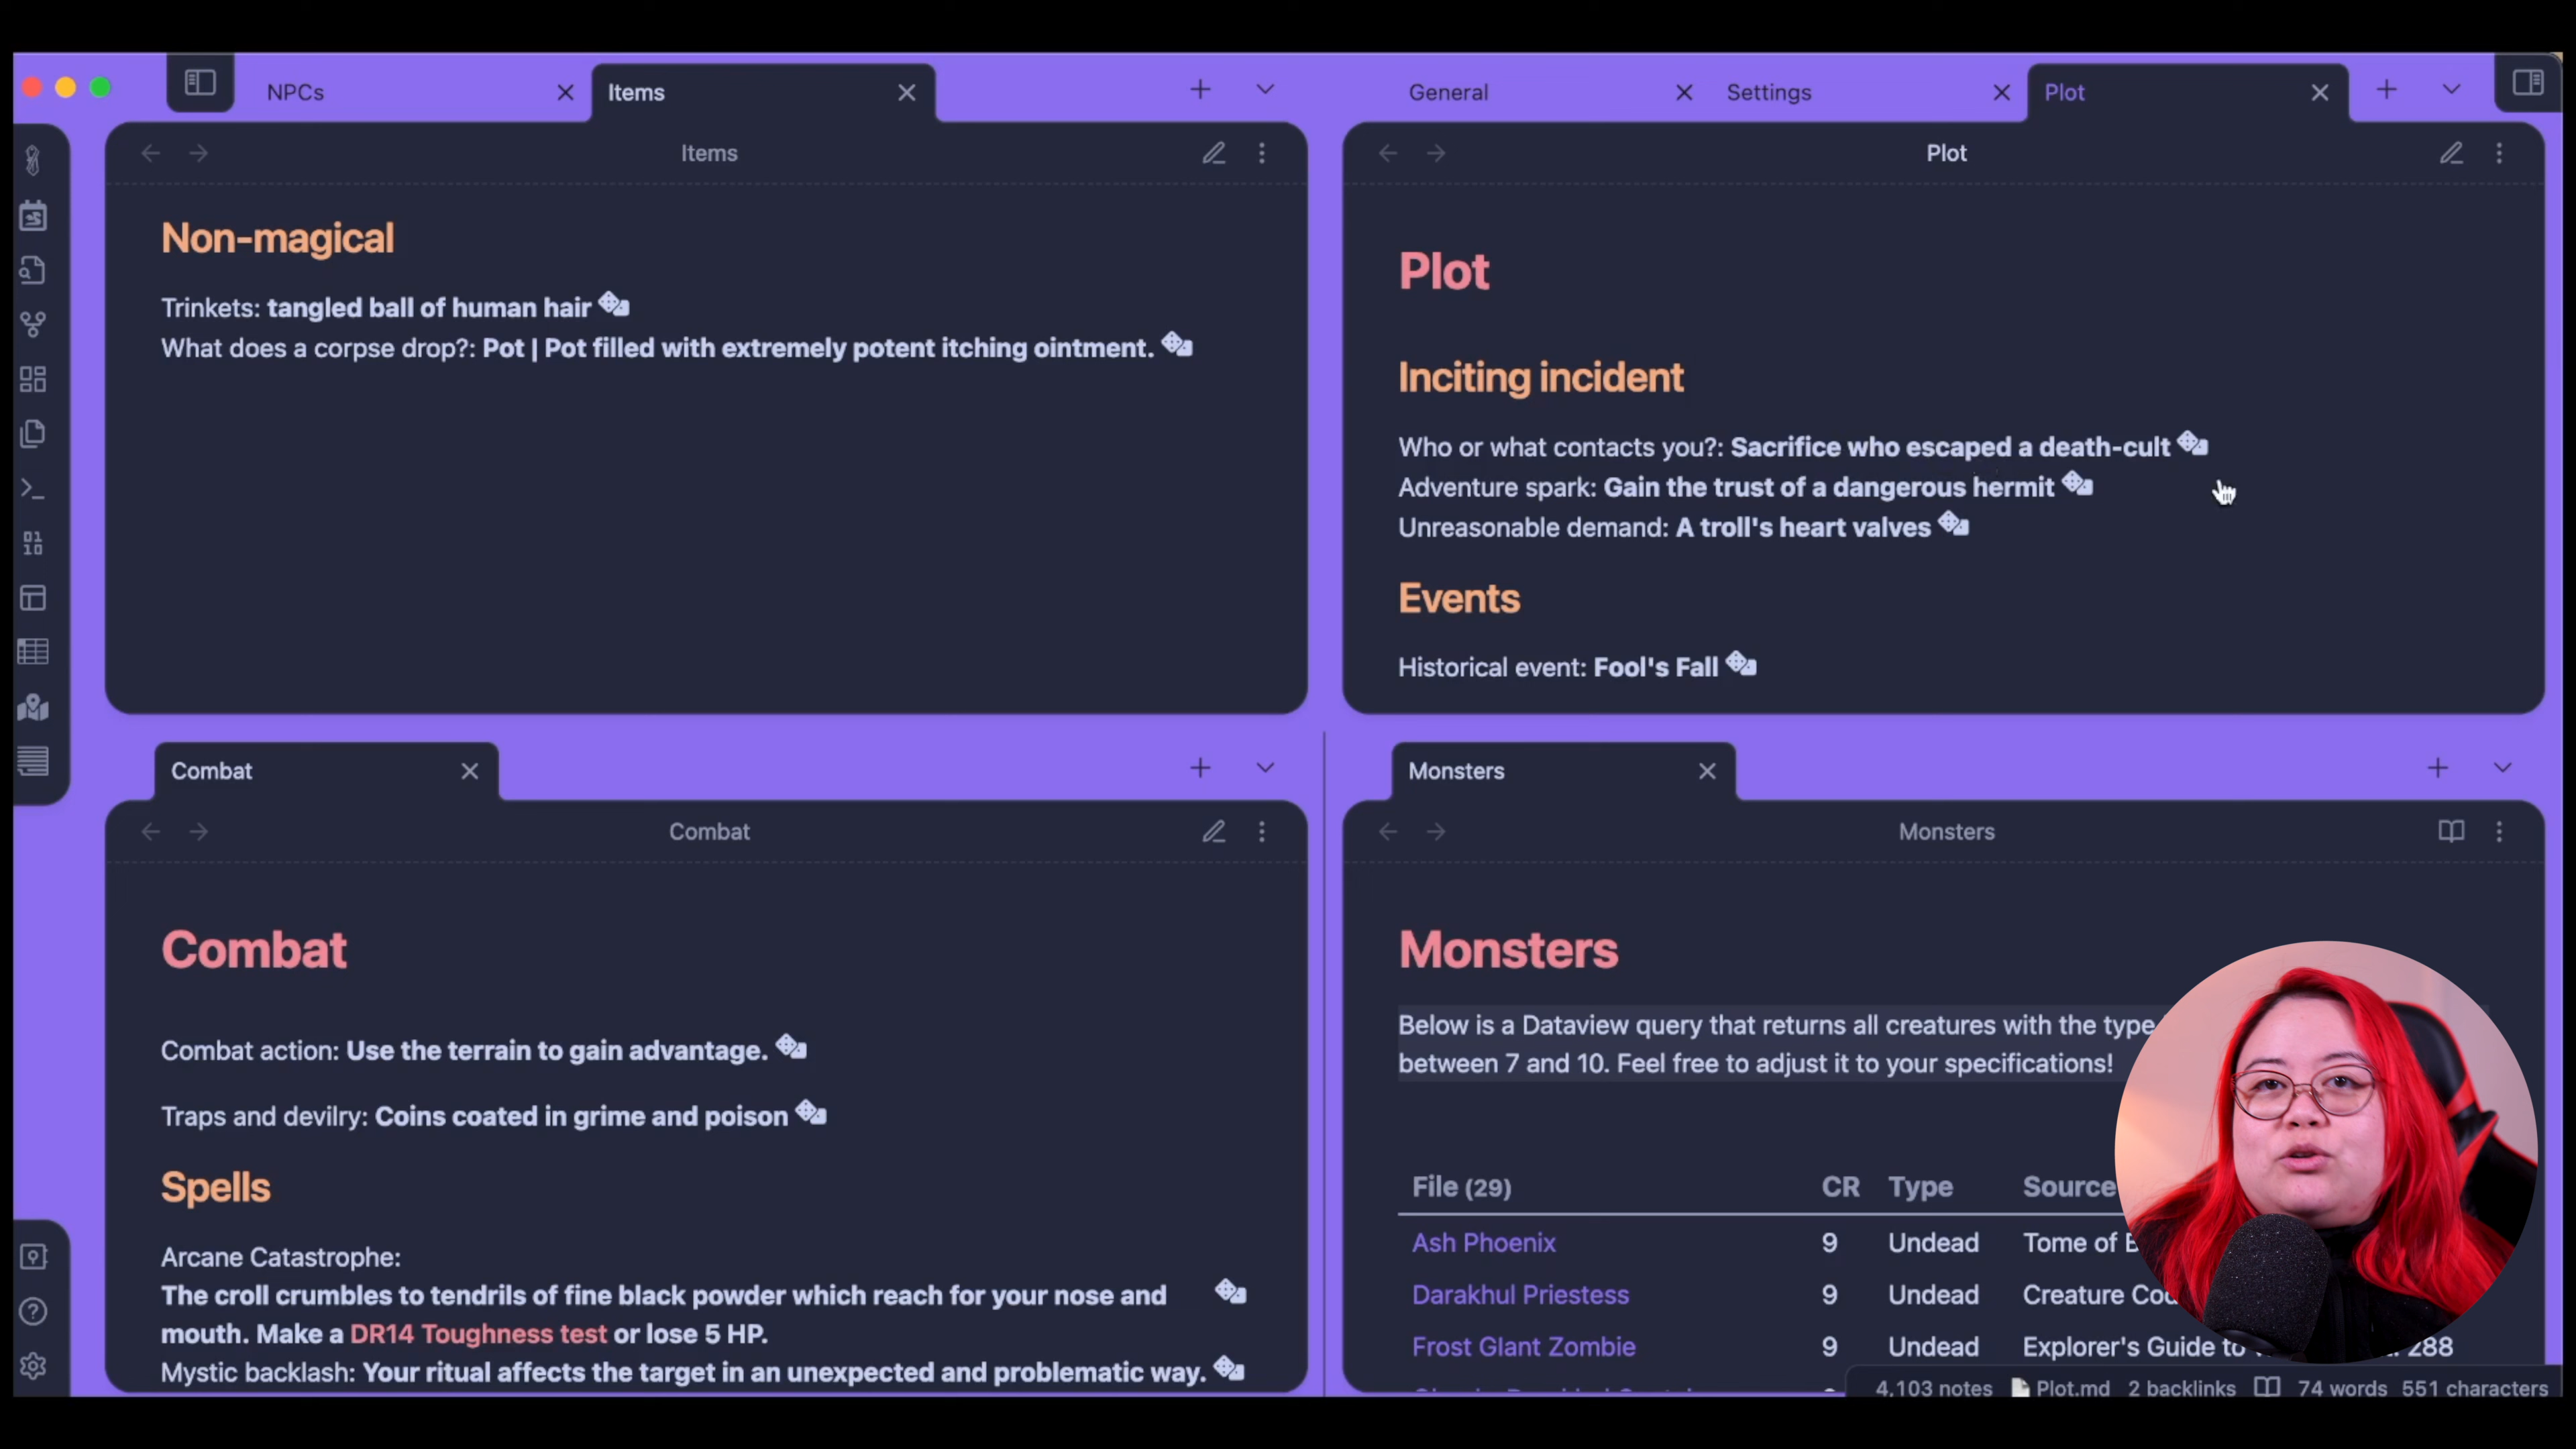 NPCs
Items
General
Settings
Plot
Items
Non-magical
Trinkets: tangled ball of human hair
What does a corpse drop?: Pot | Pot filled with extremely potent itching ointment.
Plot
Plot
Inciting incident
Who or what contacts you?: Sacrifice who escaped a death-cult
Adventure spark: Gain the trust of a dangerous hermit
Unreasonable demand: A troll's heart valves
Events
Historical event: Fool's Fall
Combat
Combat
Combat
Combat action: Use the terrain to gain advantage.
Traps and devilry: Coins coated in grime and poison
Spells
Arcane Catastrophe:
The croll crumbles to tendrils of fine black powder which reach for your nose and
mouth. Make a DR14 Toughness test or lose 5 HP.
Mystic backlash: Your ritual affects the target in an unexpected and problematic way.
Monsters
Monsters
Monsters
Below is a Dataview query that returns all creatures with the type
between 7 and 10. Feel free to adjust it to your specifications!
File (29) CR Type Source
Ash Phoenix 9 Undead Tome of
Darakhul Priestess 9 Undead Creature
Frost Giant Zombie 9 Undead Explorer's Guide to 288
4,103 notes Plot.md 2 backlinks 74 words 551 characters